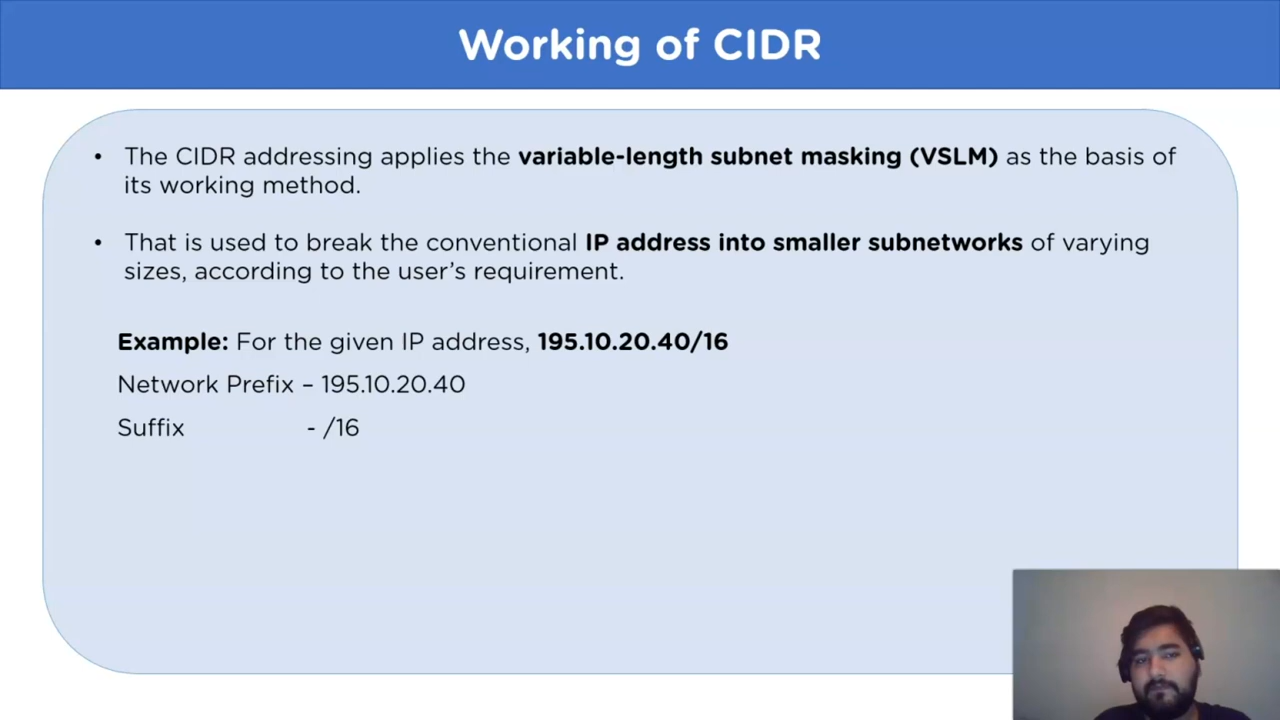 Working of CIDR
• The CIDR addressing applies the variable-length subnet masking (VSLM) as the basis of
its working method.
• That is used to break the conventional IP address into smaller subnetworks of varying
sizes, according to the user’s requirement.
Example: For the given IP address, 195.10.20.40/16
Network Prefix – 195.10.20.40
Suffix - /16